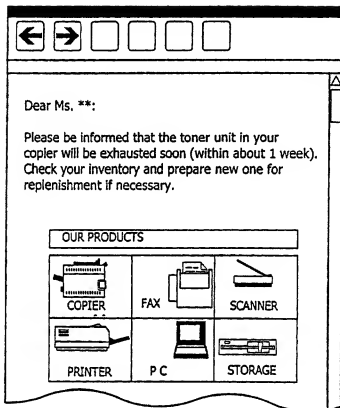 Dear Ms. **:
Please be informed that the toner unit in your
copier will be exhausted soon (within about 1 week).
Check your inventory and prepare new one for
replenishment if necessary.
OUR PRODUCTS
COPIER
FAX
SCANNER
PRINTER
P C
STORAGE